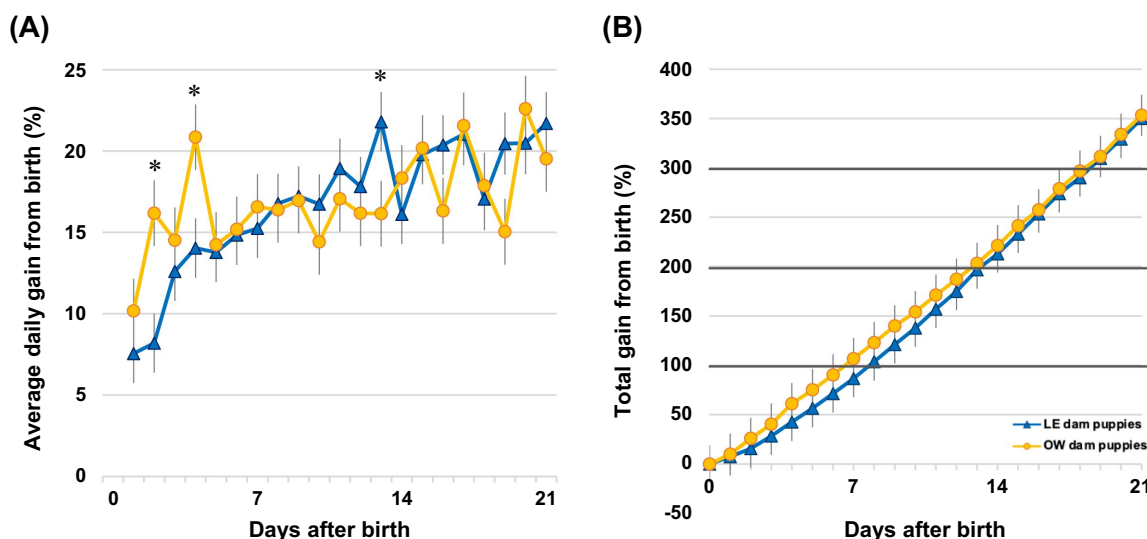 (A)
Average daily gain from birth (%)
25
20
15
10
5
0
*
*
*
0 7 14 21
Days after birth
(B)
Total gain from birth (%)
400
350
300
250
200
150
100
50
0
-50
0 7 14 21
LE dam puppies
OW dam puppies
Days after birth